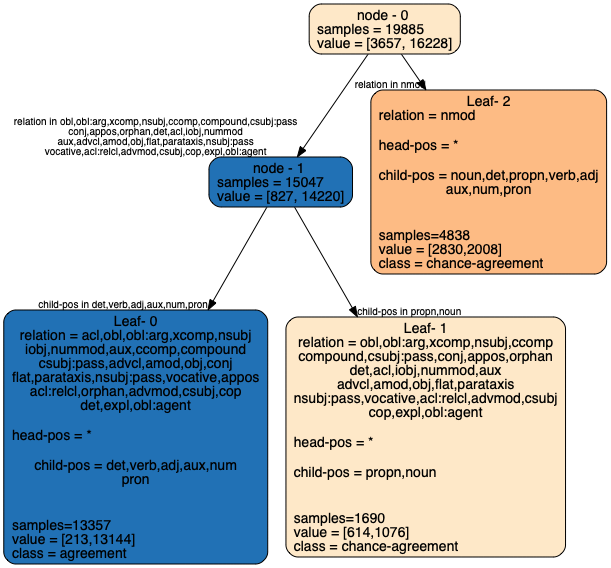 node - 0
samples = 19885
value = [3657, 16228]
relation in nmod
relation in obl,obl:arg,xcomp,nsubj,ccomp,compound,csubj:pass
conj,appos,orphan,det,acl,iobj,nummod
aux,advcl,amod,obj,flat,parataxis,nsubj:pass
vocative,acl:relcl,advmod,csubj,cop,expl,obl:agent
Leaf- 2
relation = nmod
head-pos = *
child-pos = noun,det,propn,verb,adj
aux,num,pron
samples=4838
value = [2830,2008]
class = chance-agreement
node - 1
samples = 15047
value = [827, 14220]
child-pos in det,verb,adj,aux,num,pron
child-pos in propn,noun
Leaf- 0
relation = acl,obl,obl:arg,xcomp,nsubj
iobj,nummod,aux,ccomp,compound
csubj:pass,advcl,amod,obj,conj
flat,parataxis,nsubj:pass,vocative,appos
acl:relcl,orphan,advmod,csubj,cop
det,expl,obl:agent
head-pos = *
child-pos = det,verb,adj,aux,num
pron
samples=13357
value = [213,13144]
class = agreement
Leaf- 1
relation = obl,obl:arg,xcomp,nsubj,ccomp
compound,csubj:pass,conj,appos,orphan
det,acl,iobj,nummod,aux
advcl,amod,obj,flat,parataxis
nsubj:pass,vocative,acl:relcl,advmod,csubj
cop,expl,obl:agent
head-pos = *
child-pos = propn,noun
samples=1690
value = [614,1076]
class = chance-agreement